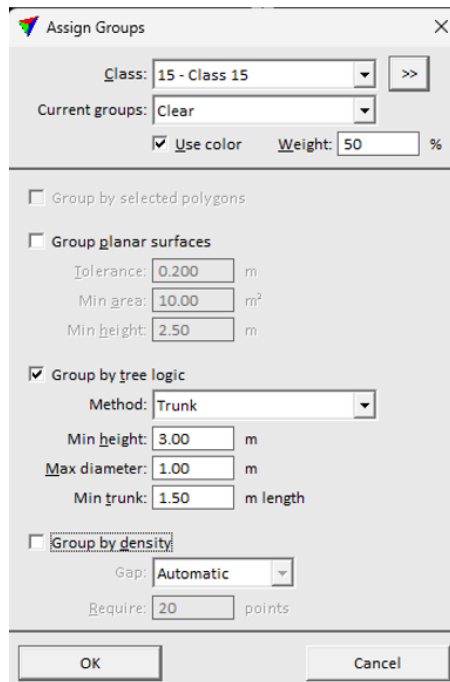 Assign Groups
Class: 15 - Class 15 >>
Current groups: Clear
Use color Weight: 50 %
Group by selected polygons
Group planar surfaces
Tolerance: 0.200 m
Min area: 10.00 m²
Min height: 2.50 m
Group by tree logic
Method: Trunk
Min height: 3.00 m
Max diameter: 1.00 m
Min trunk: 1.50 m length
Group by density
Gap: Automatic
Require: 20 points
OK Cancel